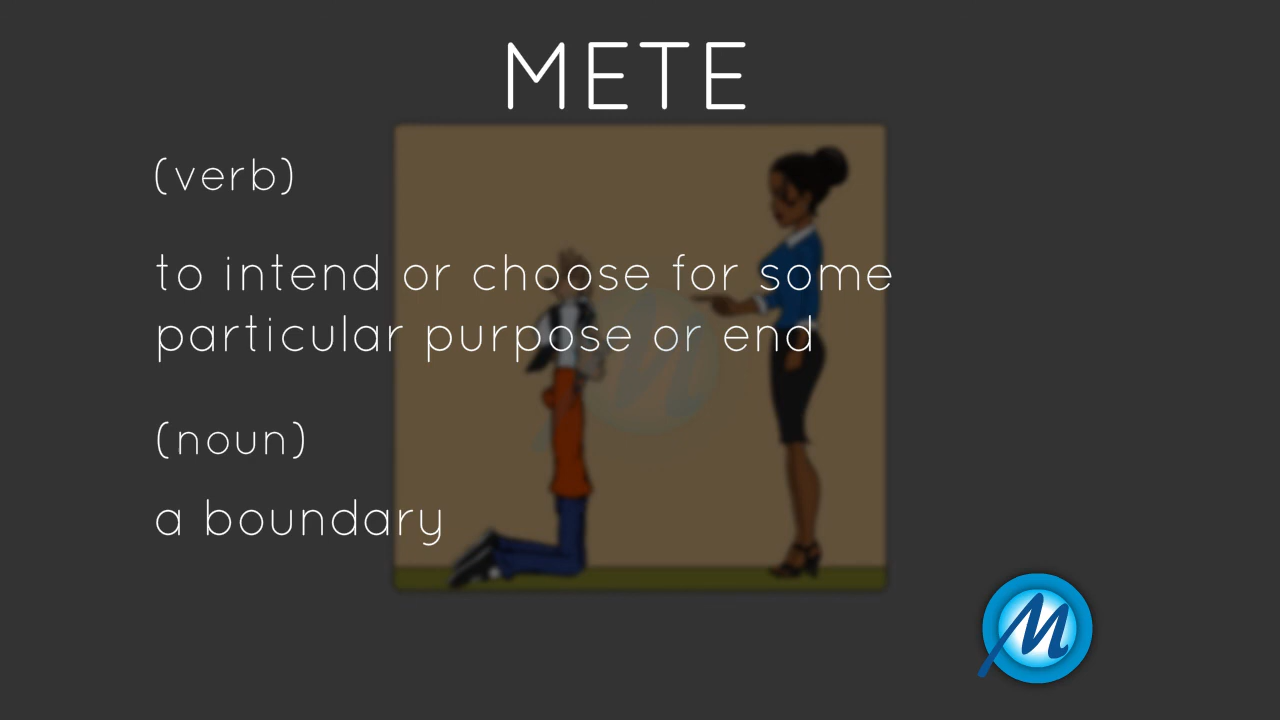 METE
(verb)
to intend or choose for some
particular purpose or end
(noun)
a boundary
M